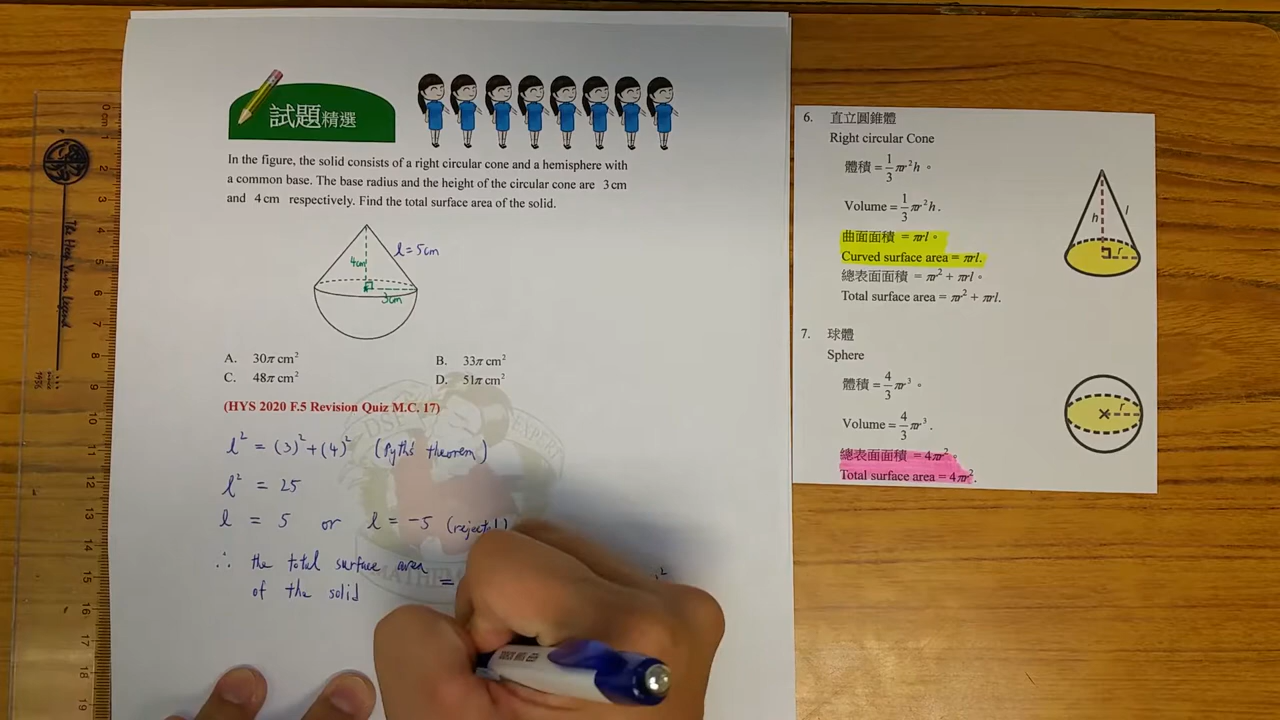 試題精選
In the figure, the solid consists of a right circular cone and a hemisphere with
a common base. The base radius and the height of the circular cone are 3 cm
and 4 cm respectively. Find the total surface area of the solid.
l = 5cm
4cm
3cm
A. 30π cm² B. 33π cm²
C. 48π cm² D. 51π cm²
(HYS 2020 F.5 Revision Quiz M.C. 17)
l² = (3)² + (4)² (Pyth's theorem)
l² = 25
l = 5 or l = -5 (rejected)
∴ the total surface area
of the solid =
6. 直立圓錐體
Right circular Cone
體積 = 1/3 πr²h。
Volume = 1/3 πr²h.
曲面面積 = πrl。
Curved surface area = πrl.
總表面面積 = πr² + πrl。
Total surface area = πr² + πrl.
h
l
r
7. 球體
Sphere
體積 = 4/3 πr³。
Volume = 4/3 πr³.
總表面面積 = 4πr²。
Total surface area = 4πr².
r
The Heep Yunn Legend
0 cm 1 2 3 4 5 6 7 8 9 10 11 12 13 14 15 16 17 18 19
EXPERT
MATHEM